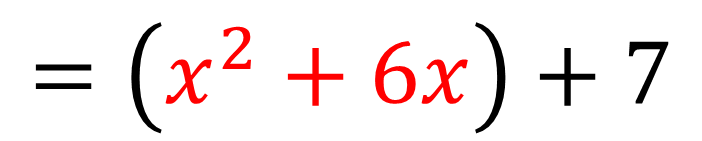 = (x² + 6x) + 7